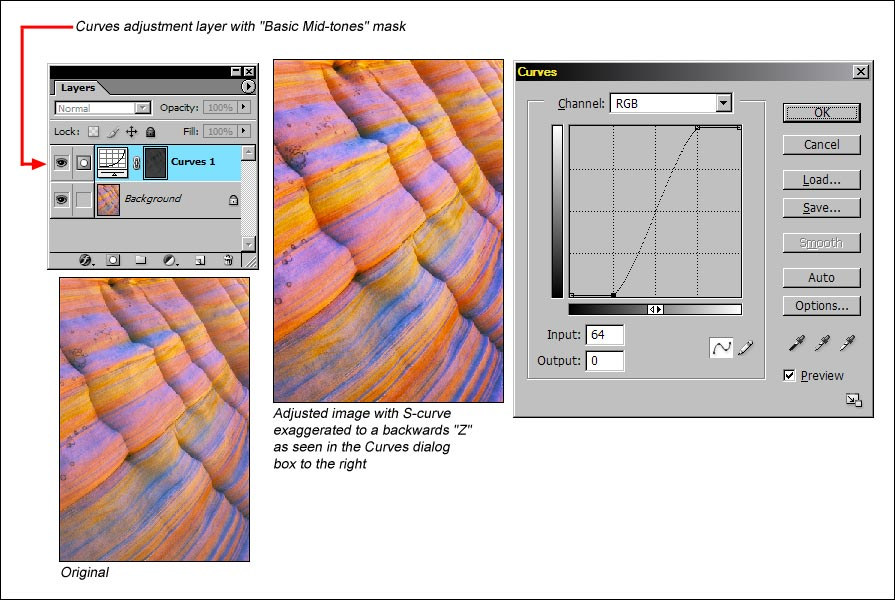 Curves adjustment layer with "Basic Mid-tones" mask
Layers
Normal Opacity: 100%
Lock: Fill: 100%
Curves 1
Background
Original
Adjusted image with S-curve
exaggerated to a backwards "Z"
as seen in the Curves dialog
box to the right
Curves
Channel: RGB
Input: 64
Output: 0
OK
Cancel
Load...
Save...
Smooth
Auto
Options...
Preview